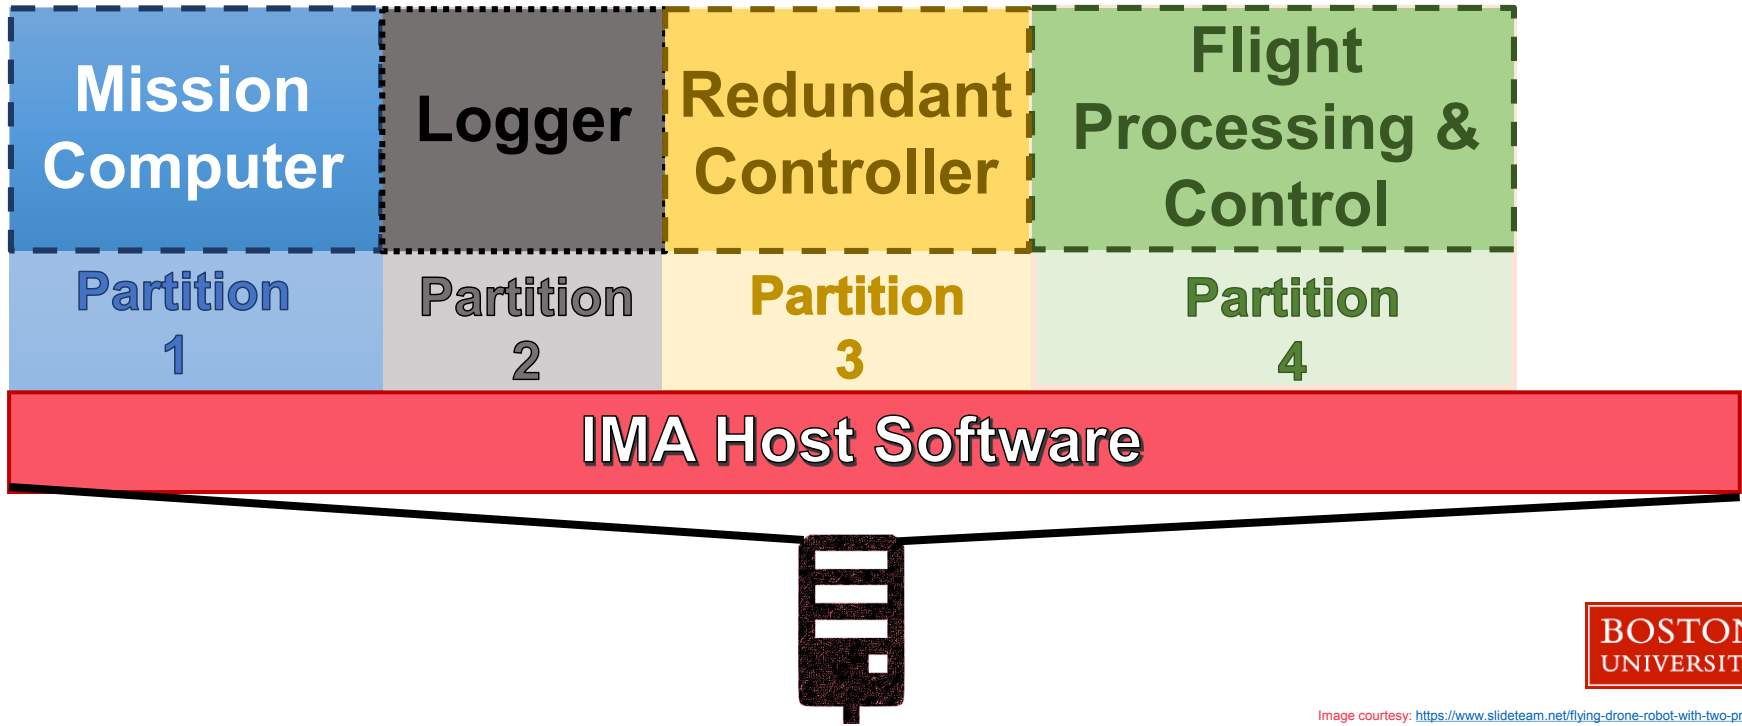 Mission
Computer
Logger
Redundant
Controller
Flight
Processing &
Control
Partition
1
Partition
2
Partition
3
Partition
4
IMA Host Software
BOSTON
UNIVERSIT
Image courtesy: https://www.slideteam.net/flying-drone-robot-with-two-pr